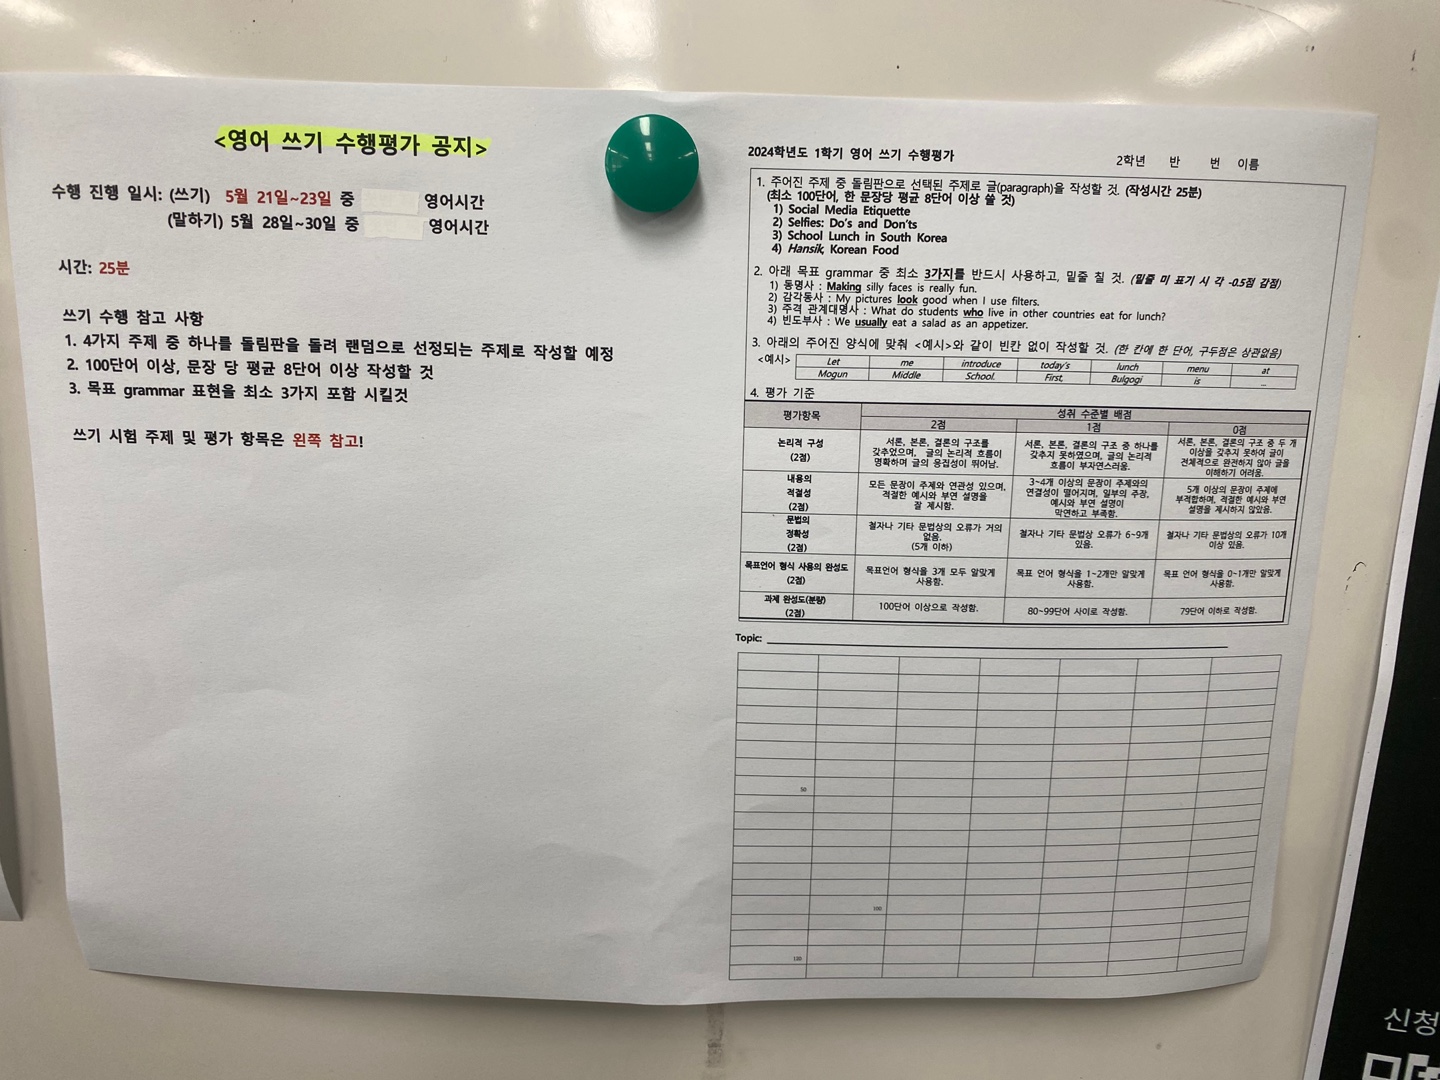 <영어 쓰기 수행평가 공지>
수행 진행 일시: (쓰기) 5월 21일~23일 중 영어시간
(말하기) 5월 28일~30일 중 영어시간
시간: 25분
쓰기 수행 참고 사항
1. 4가지 주제 중 하나를 돌림판을 돌려 랜덤으로 선정되는 주제로 작성할 예정
2. 100단어 이상, 문장 당 평균 8단어 이상 작성할 것
3. 목표 grammar 표현을 최소 3가지 포함 시킬것
쓰기 시험 주제 및 평가 항목은 왼쪽 참고!
2024학년도 1학기 영어 쓰기 수행평가
2학년 반 번 이름
1. 주어진 주제 중 돌림판으로 선택된 주제로 글(paragraph)을 작성할 것. (작성시간 25분)
(최소 100단어, 한 문장당 평균 8단어 이상 쓸 것)
1) Social Media Etiquette
2) Selfies: Do's and Don'ts
3) School Lunch in South Korea
4) Hansik, Korean Food
2. 아래 목표 grammar 중 최소 3가지를 반드시 사용하고, 밑줄 칠 것. (밑줄 미 표기 시 각 -0.5점 감점)
1) 동명사 : Making silly faces is really fun.
2) 감각동사 : My pictures look good when I use filters.
3) 주격 관계대명사 : What do students who live in other countries eat for lunch?
4) 빈도부사 : We usually eat a salad as an appetizer.
3. 아래의 주어진 양식에 맞춰 <예시>와 같이 빈칸 없이 작성할 것. (한 칸에 한 단어, 구두점은 상관없음)
<예시> Let me introduce today's lunch menu at
Mogun Middle School. First, Bulgogi is ...
4. 평가 기준
평가항목 성취 수준별 배점
2점 1점 0점
논리적 구성
(2점)
서론, 본론, 결론의 구조를
갖추었으며, 글의 논리적 흐름이
명확하며 글의 응집성이 뛰어남.
서론, 본론, 결론의 구조 중 하나를
갖추지 못하였으며, 글의 논리적
흐름이 부자연스러움.
서론, 본론, 결론의 구조 중 두 개
이상을 갖추지 못하여 글이
전체적으로 완전하지 않아 글을
이해하기 어려움.
내용의
적절성
(2점)
모든 문장이 주제와 연관성 있으며,
적절한 예시와 부연 설명을
잘 제시함.
3~4개 이상의 문장이 주제와의
연결성이 떨어지며, 일부의 주장,
예시와 부연 설명이
막연하고 부족함.
5개 이상의 문장이 주제에
부적합하며, 적절한 예시와 부연
설명을 제시하지 않았음.
문법의
정확성
(2점)
철자나 기타 문법상의 오류가 거의
없음.
(5개 이하)
철자나 기타 문법상 오류가 6~9개
있음.
철자나 기타 문법상의 오류가 10개
이상 있음.
목표언어 형식 사용의 완성도
(2점)
목표언어 형식을 3개 모두 알맞게
사용함.
목표 언어 형식을 1~2개만 알맞게
사용함.
목표 언어 형식을 0~1개만 알맞게
사용함.
과제 완성도(분량)
(2점)
100단어 이상으로 작성함.
80~99단어 사이로 작성함.
79단어 이하로 작성함.
Topic:
50
100
신청